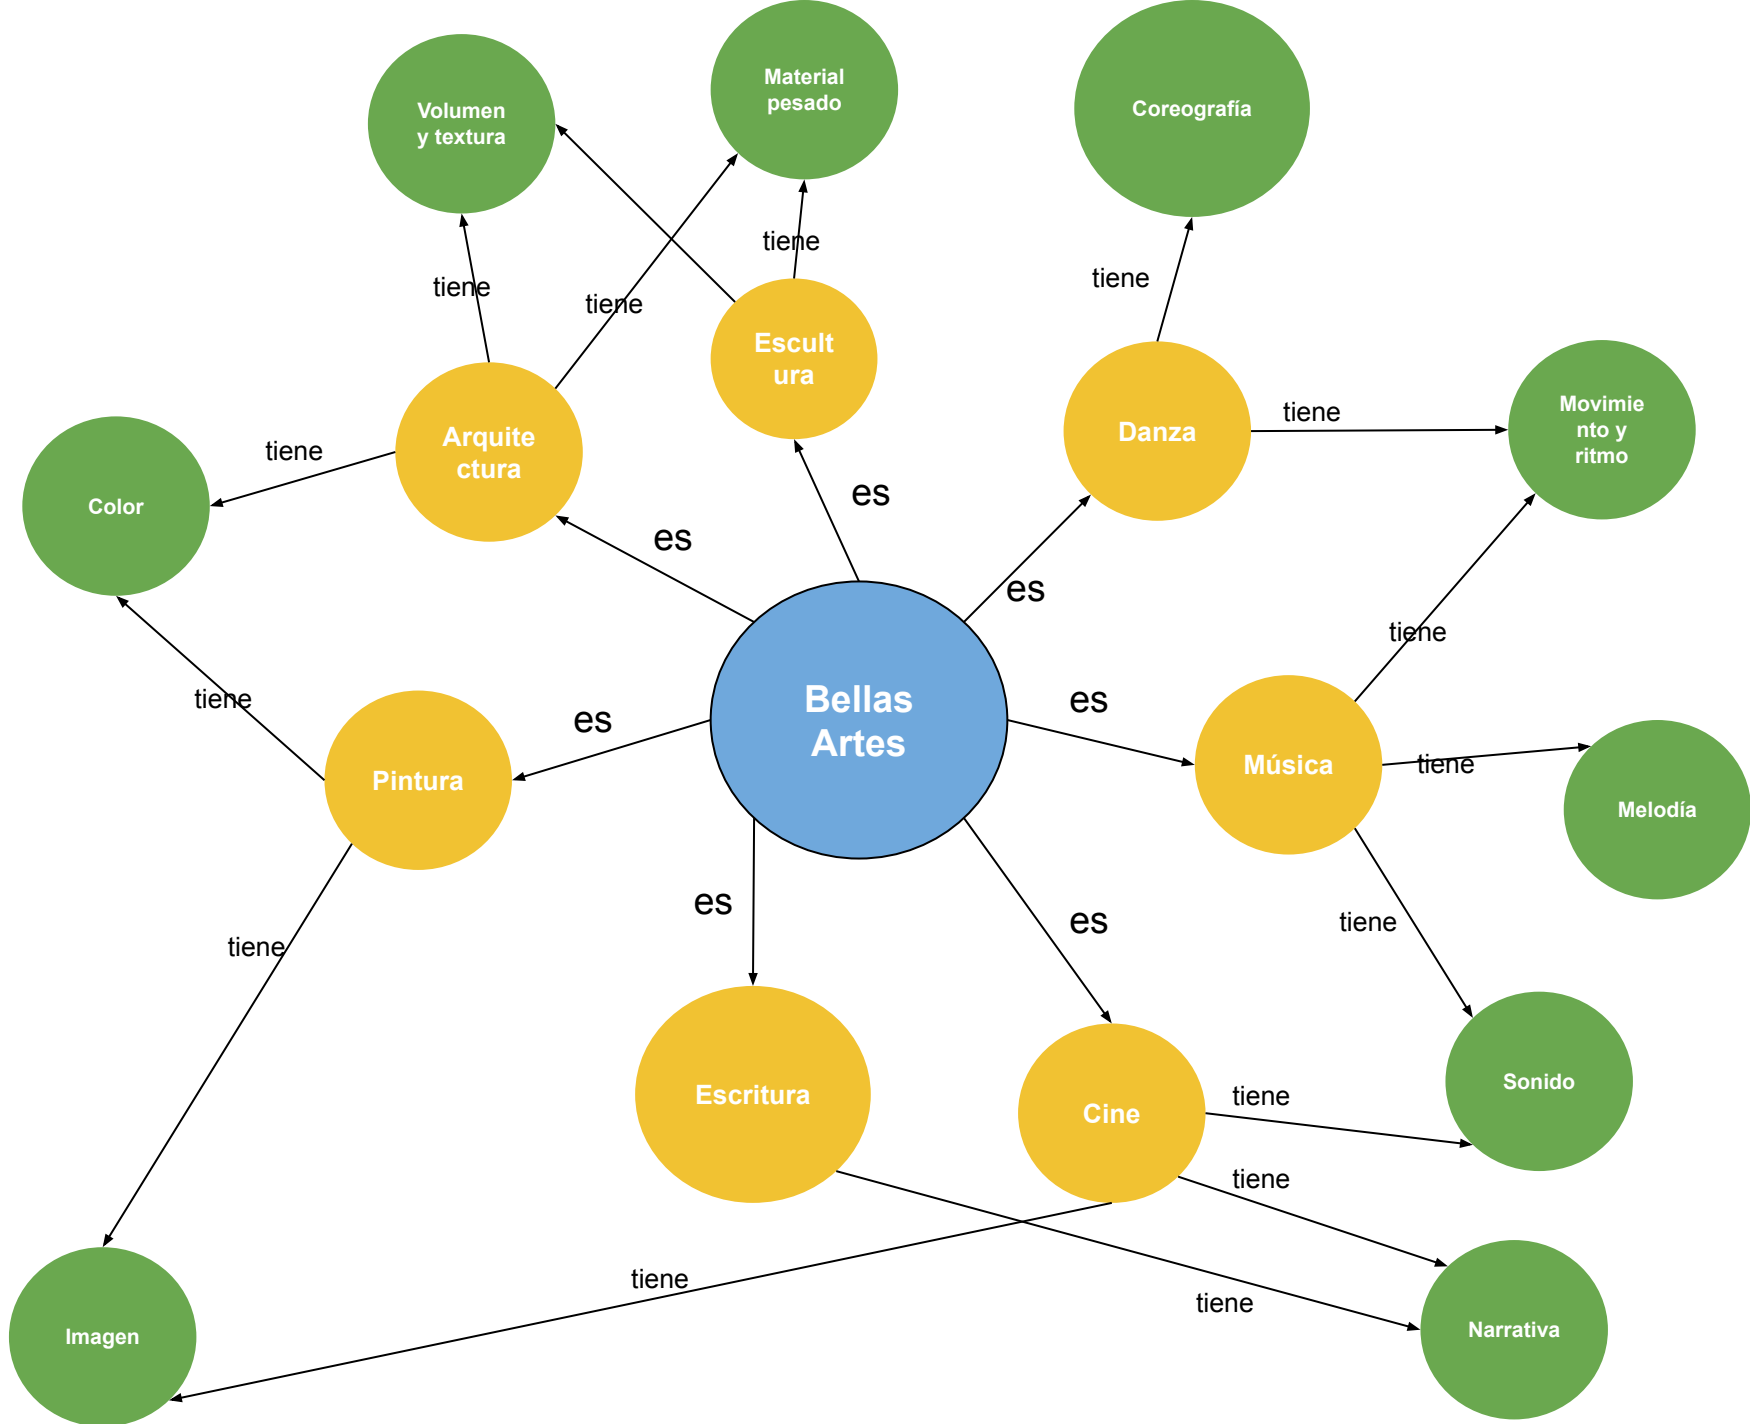 Material
pesado
Volumen
y textura
Coreografía
tiene
tiene
tiene
tiene
Escult
ura
Danza
tiene
Movimie
nto y
ritmo
Arquite
ctura
tiene
Color
es
es
es
tiene
tiene
Bellas
Artes
es
es
Pintura
Música
tiene
Melodía
es
es
tiene
tiene
Escritura
Cine
tiene
Sonido
tiene
tiene
tiene
Imagen
Narrativa